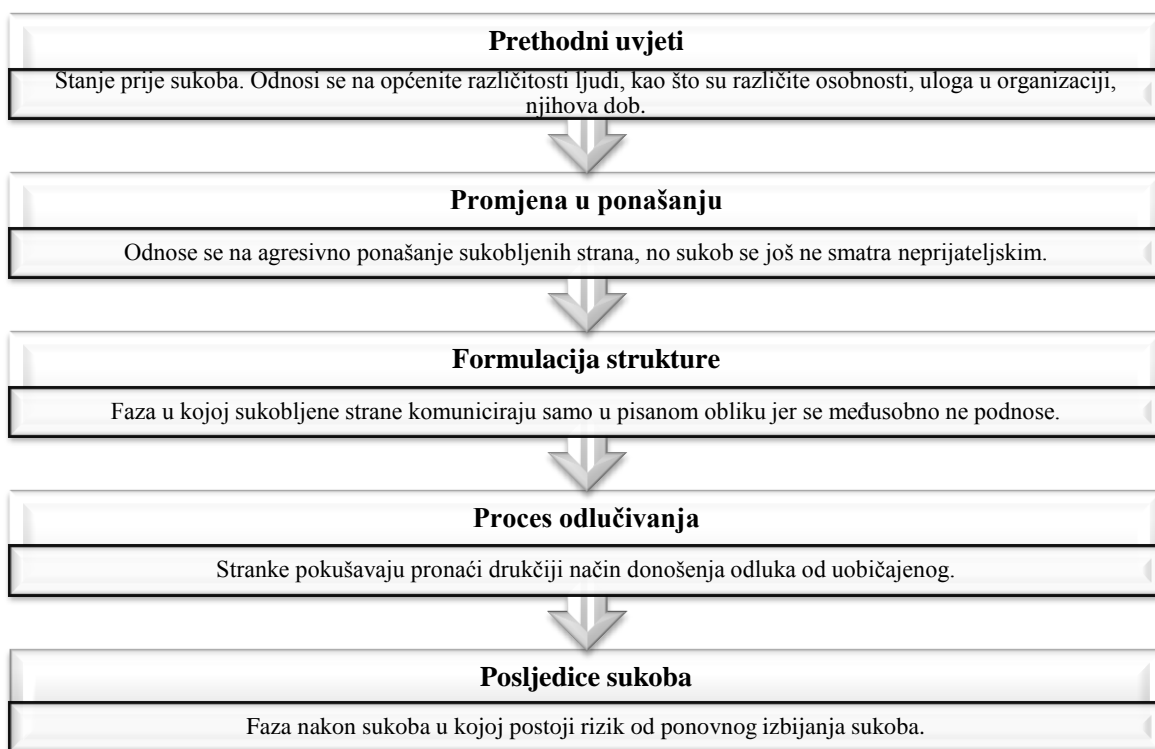 Prethodni uvjeti
Stanje prije sukoba. Odnosi se na općenite različitosti ljudi, kao što su različite osobnosti, uloga u organizaciji,
njihova dob.
Promjena u ponašanju
Odnose se na agresivno ponašanje sukobljenih strana, no sukob se još ne smatra neprijateljskim.
Formulacija strukture
Faza u kojoj sukobljene strane komuniciraju samo u pisanom obliku jer se međusobno ne podnose.
Proces odlučivanja
Stranke pokušavaju pronaći drukčiji način donošenja odluka od uobičajenog.
Posljedice sukoba
Faza nakon sukoba u kojoj postoji rizik od ponovnog izbijanja sukoba.